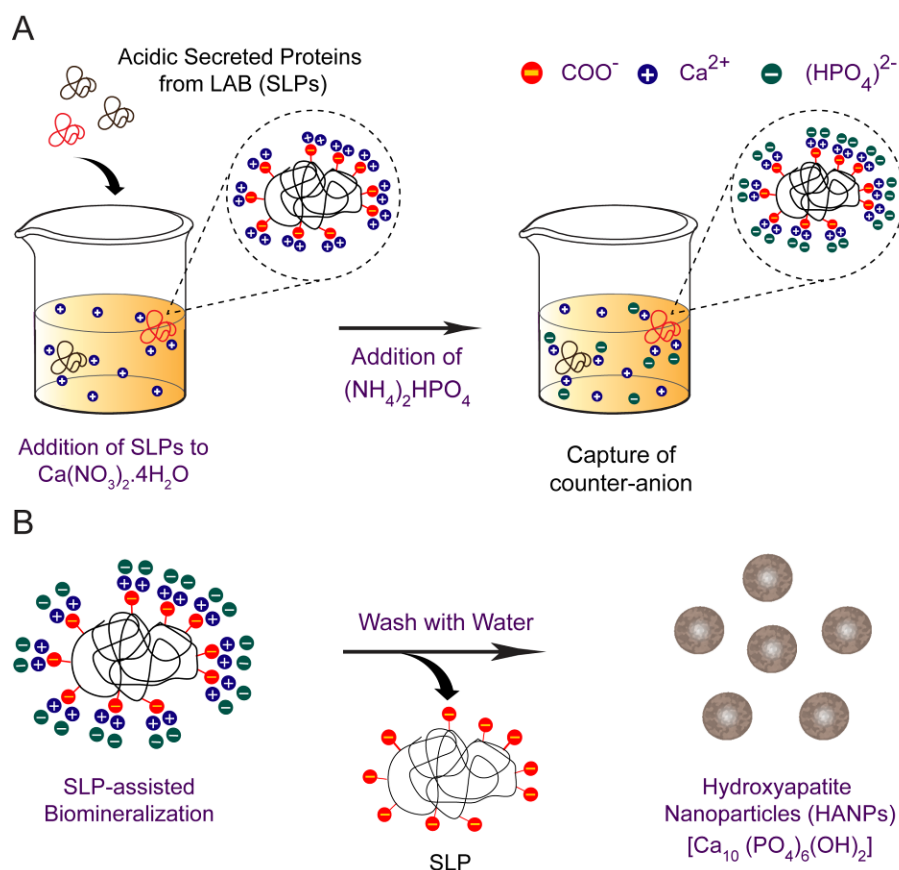 A
Acidic Secreted Proteins
from LAB (SLPs)
COO⁻
Ca²⁺
(HPO₄)²⁻
Addition of
(NH₄)₂HPO₄
Addition of SLPs to
Ca(NO₃)₂.4H₂O
Capture of
counter-anion
B
Wash with Water
SLP-assisted
Biomineralization
SLP
Hydroxyapatite
Nanoparticles (HANPs)
[Ca₁₀ (PO₄)₆(OH)₂]